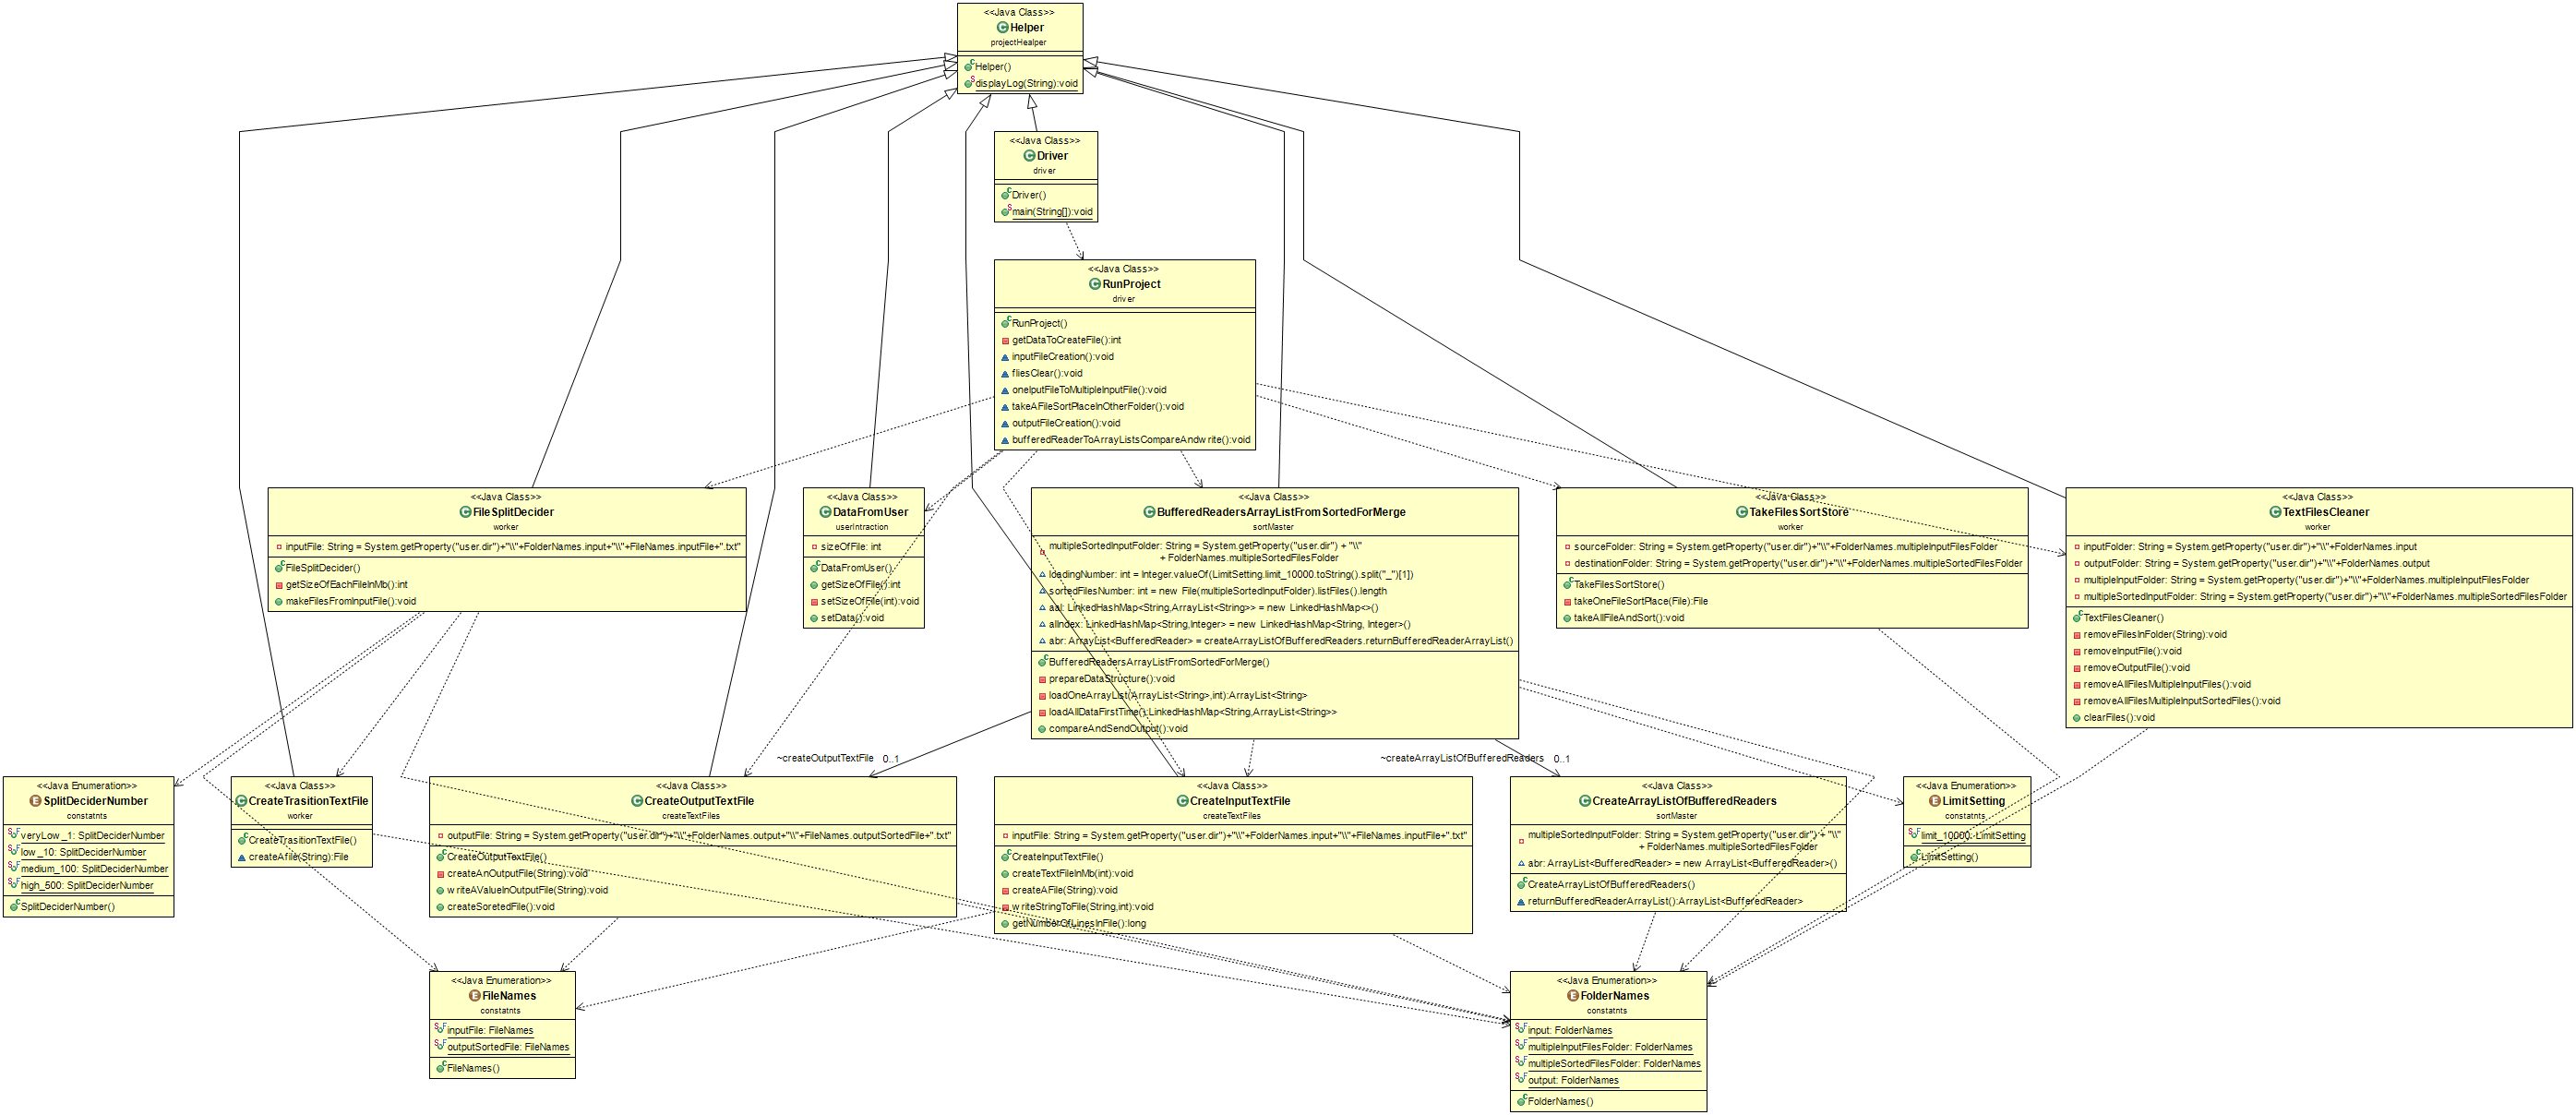 <<Java Class>>
Helper
projectHealper
Helper()
displayLog(String):void
<<Java Class>>
Driver
driver
Driver()
main(String[]):void
<<Java Class>>
RunProject
driver
RunProject()
getDataToCreateFile():int
inputFileCreation():void
fliesClear():void
oneIputFileToMultipleInputFile():void
takeAFileSortPlaceInOtherFolder():void
outputFileCreation():void
bufferedReaderToArrayListsCompareAndwrite():void
<<Java Class>>
FileSplitDecider
worker
inputFile: String = System.getProperty("user.dir")+"\\"+FolderNames.input+"\\"+FileNames.inputFile+".txt"
FileSplitDecider()
getSizeOfEachFileInMb():int
makeFilesFromInputFile():void
<<Java Class>>
DataFromUser
userIntraction
sizeOfFile: int
DataFromUser()
getSizeOfFile():int
setSizeOfFile(int):void
setData():void
<<Java Class>>
BufferedReadersArrayListFromSortedForMerge
sortMaster
multipleSortedInputFolder: String = System.getProperty("user.dir") + "\\"
+ FolderNames.multipleSortedFilesFolder
loadingNumber: int = Integer.valueOf(LimitSetting.limit_10000.toString().split("_")[1])
sortedFilesNumber: int = new File(multipleSortedInputFolder).listFiles().length
aal: LinkedHashMap<String,ArrayList<String>> = new LinkedHashMap<>()
alIndex: LinkedHashMap<String,Integer> = new LinkedHashMap<String, Integer>()
abr: ArrayList<BufferedReader> = createArrayListOfBufferedReaders.returnBufferedReaderArrayList()
BufferedReadersArrayListFromSortedForMerge()
prepareDataStructure():void
loadOneArrayList(ArrayList<String>,int):ArrayList<String>
loadAllDataFirstTime():LinkedHashMap<String,ArrayList<String>>
compareAndSendOutput():void
<<Java Class>>
TakeFilesSortStore
worker
sourceFolder: String = System.getProperty("user.dir")+"\\"+FolderNames.multipleInputFilesFolder
destinationFolder: String = System.getProperty("user.dir")+"\\"+FolderNames.multipleSortedFilesFolder
TakeFilesSortStore()
takeOneFileSortPlace(File):File
takeAllFileAndSort():void
<<Java Class>>
TextFilesCleaner
worker
inputFolder: String = System.getProperty("user.dir")+"\\"+FolderNames.input
outputFolder: String = System.getProperty("user.dir")+"\\"+FolderNames.output
multipleInputFolder: String = System.getProperty("user.dir")+"\\"+FolderNames.multipleInputFilesFolder
multipleSortedInputFolder: String = System.getProperty("user.dir")+"\\"+FolderNames.multipleSortedFilesFolder
TextFilesCleaner()
removeFilesInFolder(String):void
removeInputFile():void
removeOutputFile():void
removeAllFilesMultipleInputFiles():void
removeAllFilesMultipleInputSortedFiles():void
clearFiles():void
~createOutputTextFile 0..1
~createArrayListOfBufferedReaders 0..1
<<Java Enumeration>>
SplitDeciderNumber
constatnts
veryLow_1: SplitDeciderNumber
low_10: SplitDeciderNumber
medium_100: SplitDeciderNumber
high_500: SplitDeciderNumber
SplitDeciderNumber()
<<Java Class>>
CreateTrasitionTextFile
worker
CreateTrasitionTextFile()
createAfile(String):File
<<Java Class>>
CreateOutputTextFile
createTextFiles
outputFile: String = System.getProperty("user.dir")+"\\"+FolderNames.output+"\\"+FileNames.outputSortedFile+".txt"
CreateOutputTextFile()
createAnOutputFile(String):void
writeAValueInOutputFile(String):void
createSoretedFile():void
<<Java Class>>
CreateInputTextFile
createTextFiles
inputFile: String = System.getProperty("user.dir")+"\\"+FolderNames.input+"\\"+FileNames.inputFile+".txt"
CreateInputTextFile()
createTextFileInMb(int):void
createAFile(String):void
writeStringToFile(String,int):void
getNumberOfLinesInFile():long
<<Java Class>>
CreateArrayListOfBufferedReaders
sortMaster
multipleSortedInputFolder: String = System.getProperty("user.dir") + "\\"
+ FolderNames.multipleSortedFilesFolder
abr: ArrayList<BufferedReader> = new ArrayList<BufferedReader>()
CreateArrayListOfBufferedReaders()
returnBufferedReaderArrayList():ArrayList<BufferedReader>
<<Java Enumeration>>
LimitSetting
constatnts
limit_10000: LimitSetting
LimitSetting()
<<Java Enumeration>>
FileNames
constatnts
inputFile: FileNames
outputSortedFile: FileNames
FileNames()
<<Java Enumeration>>
FolderNames
constatnts
input: FolderNames
multipleInputFilesFolder: FolderNames
multipleSortedFilesFolder: FolderNames
output: FolderNames
FolderNames()